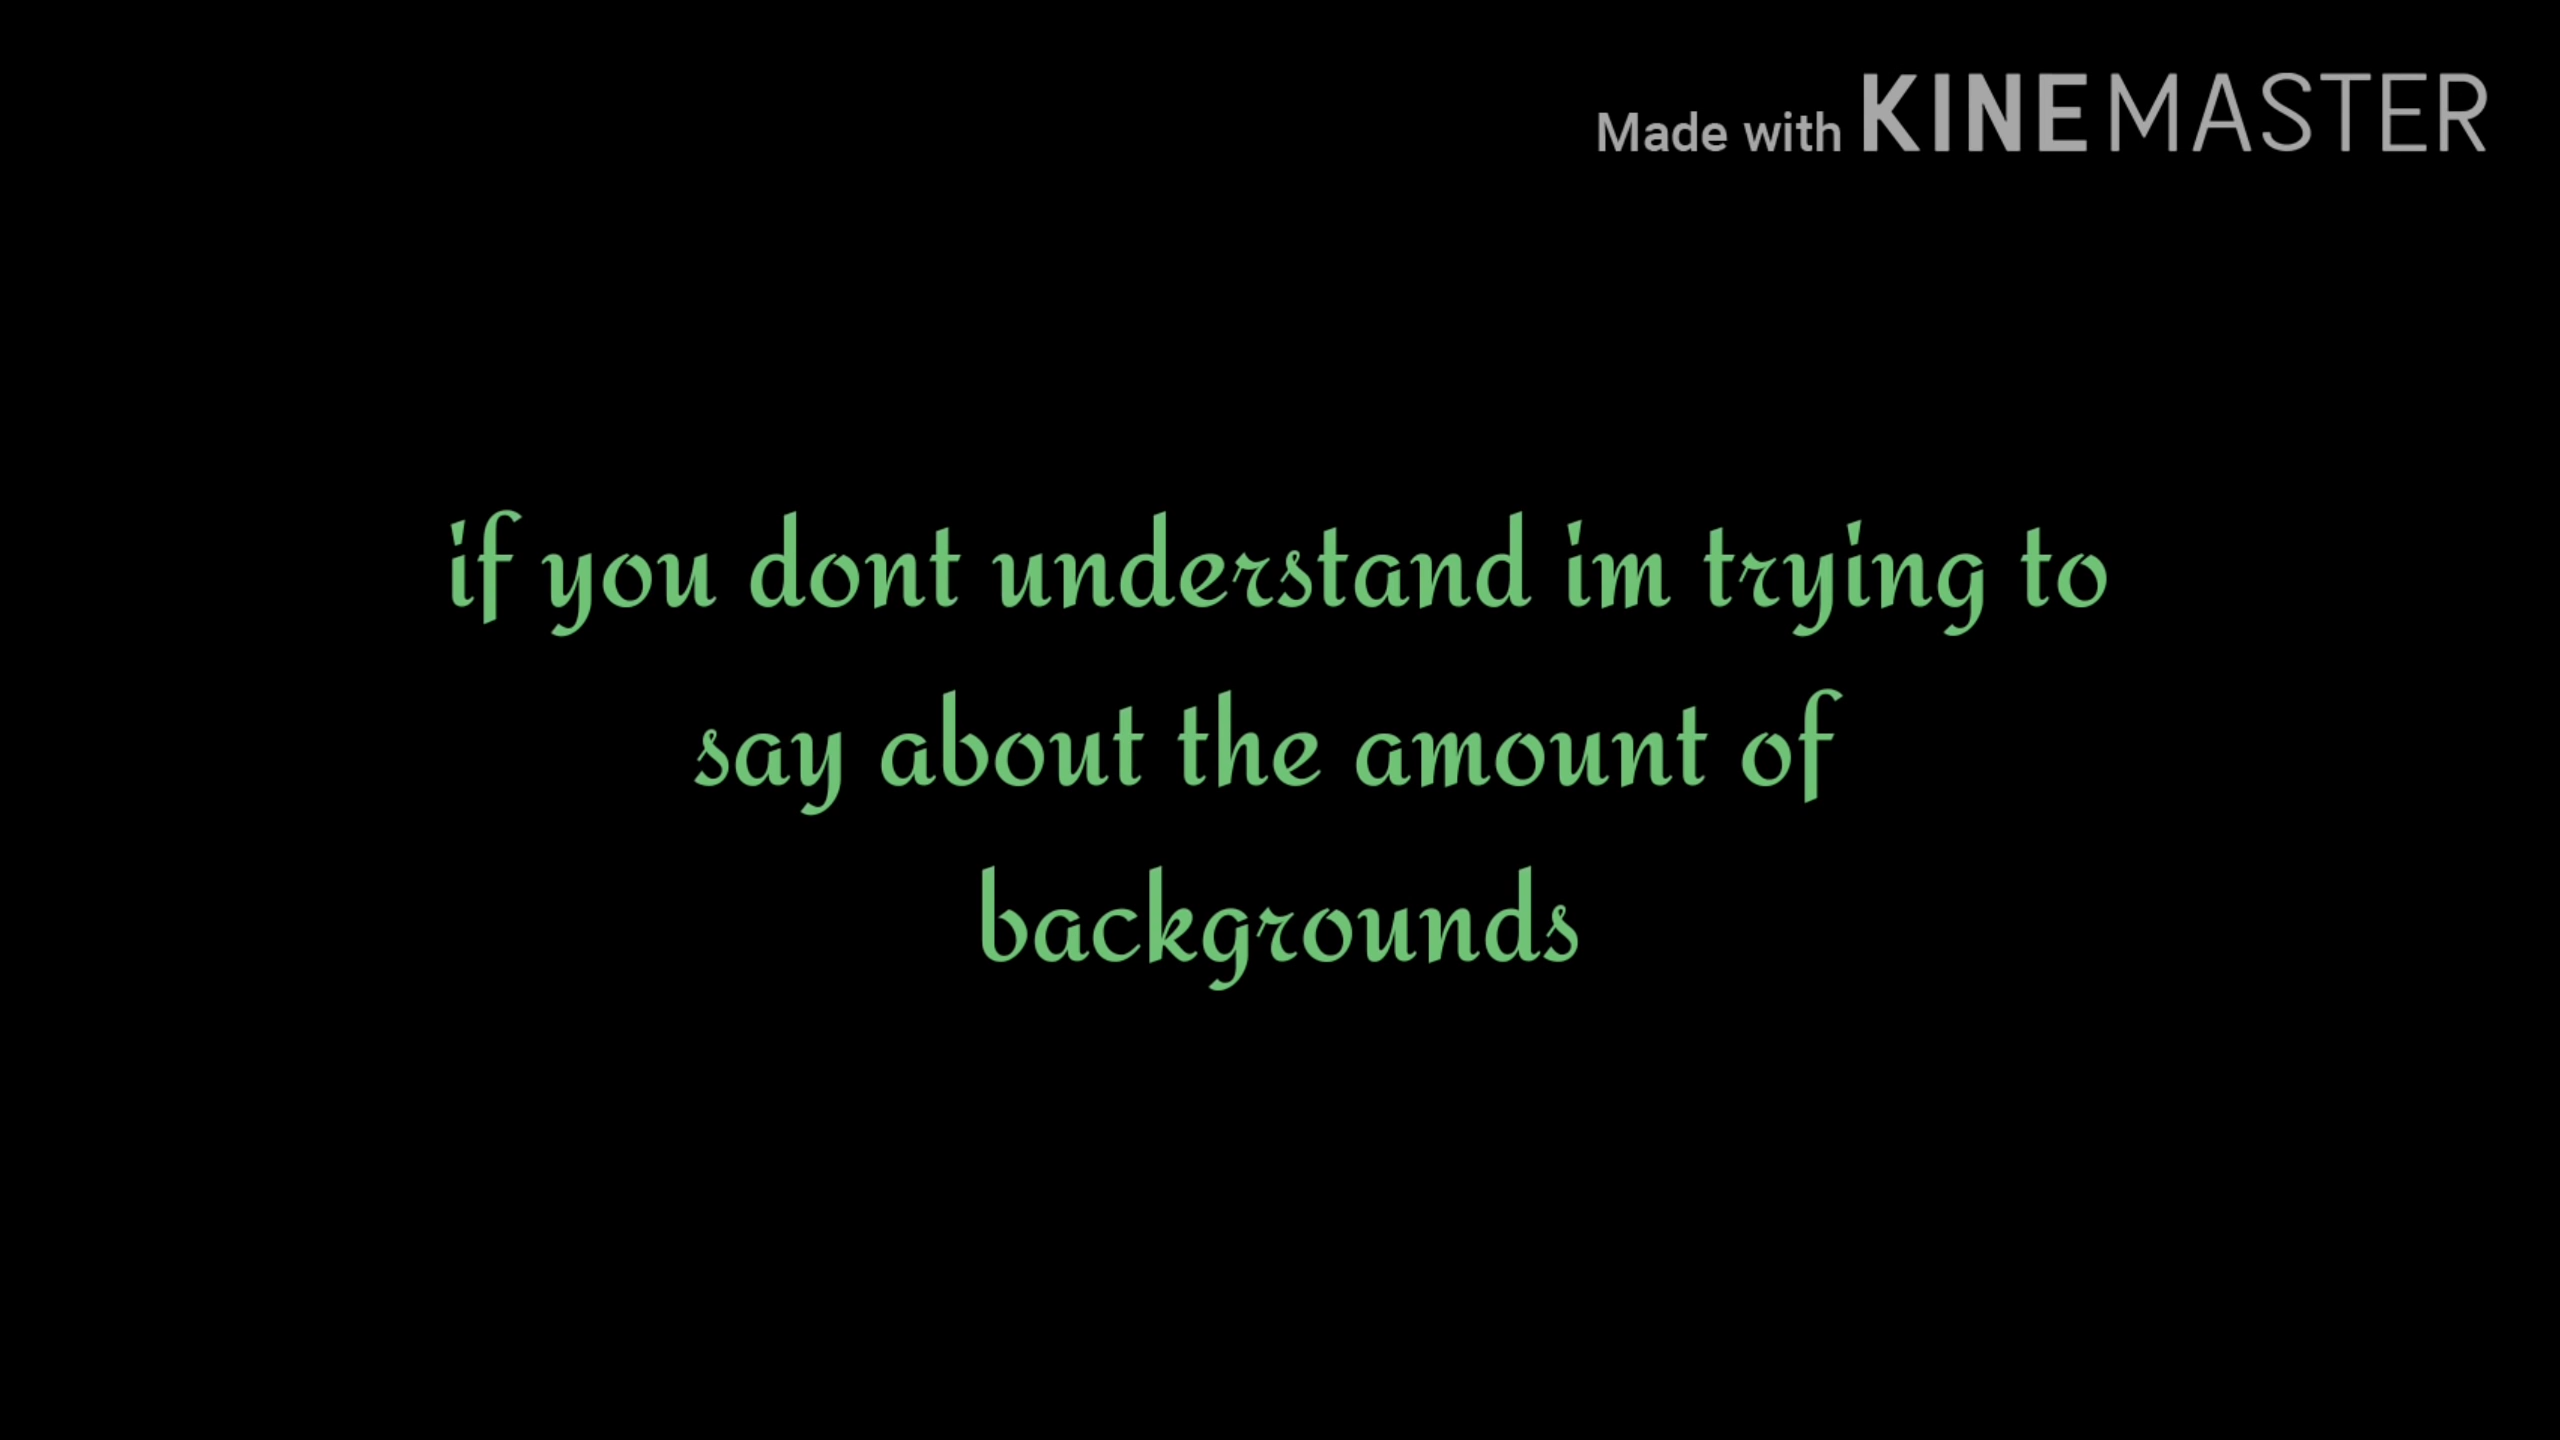 Made with KINEMASTER
if you dont understand im trying to
say about the amount of
backgrounds